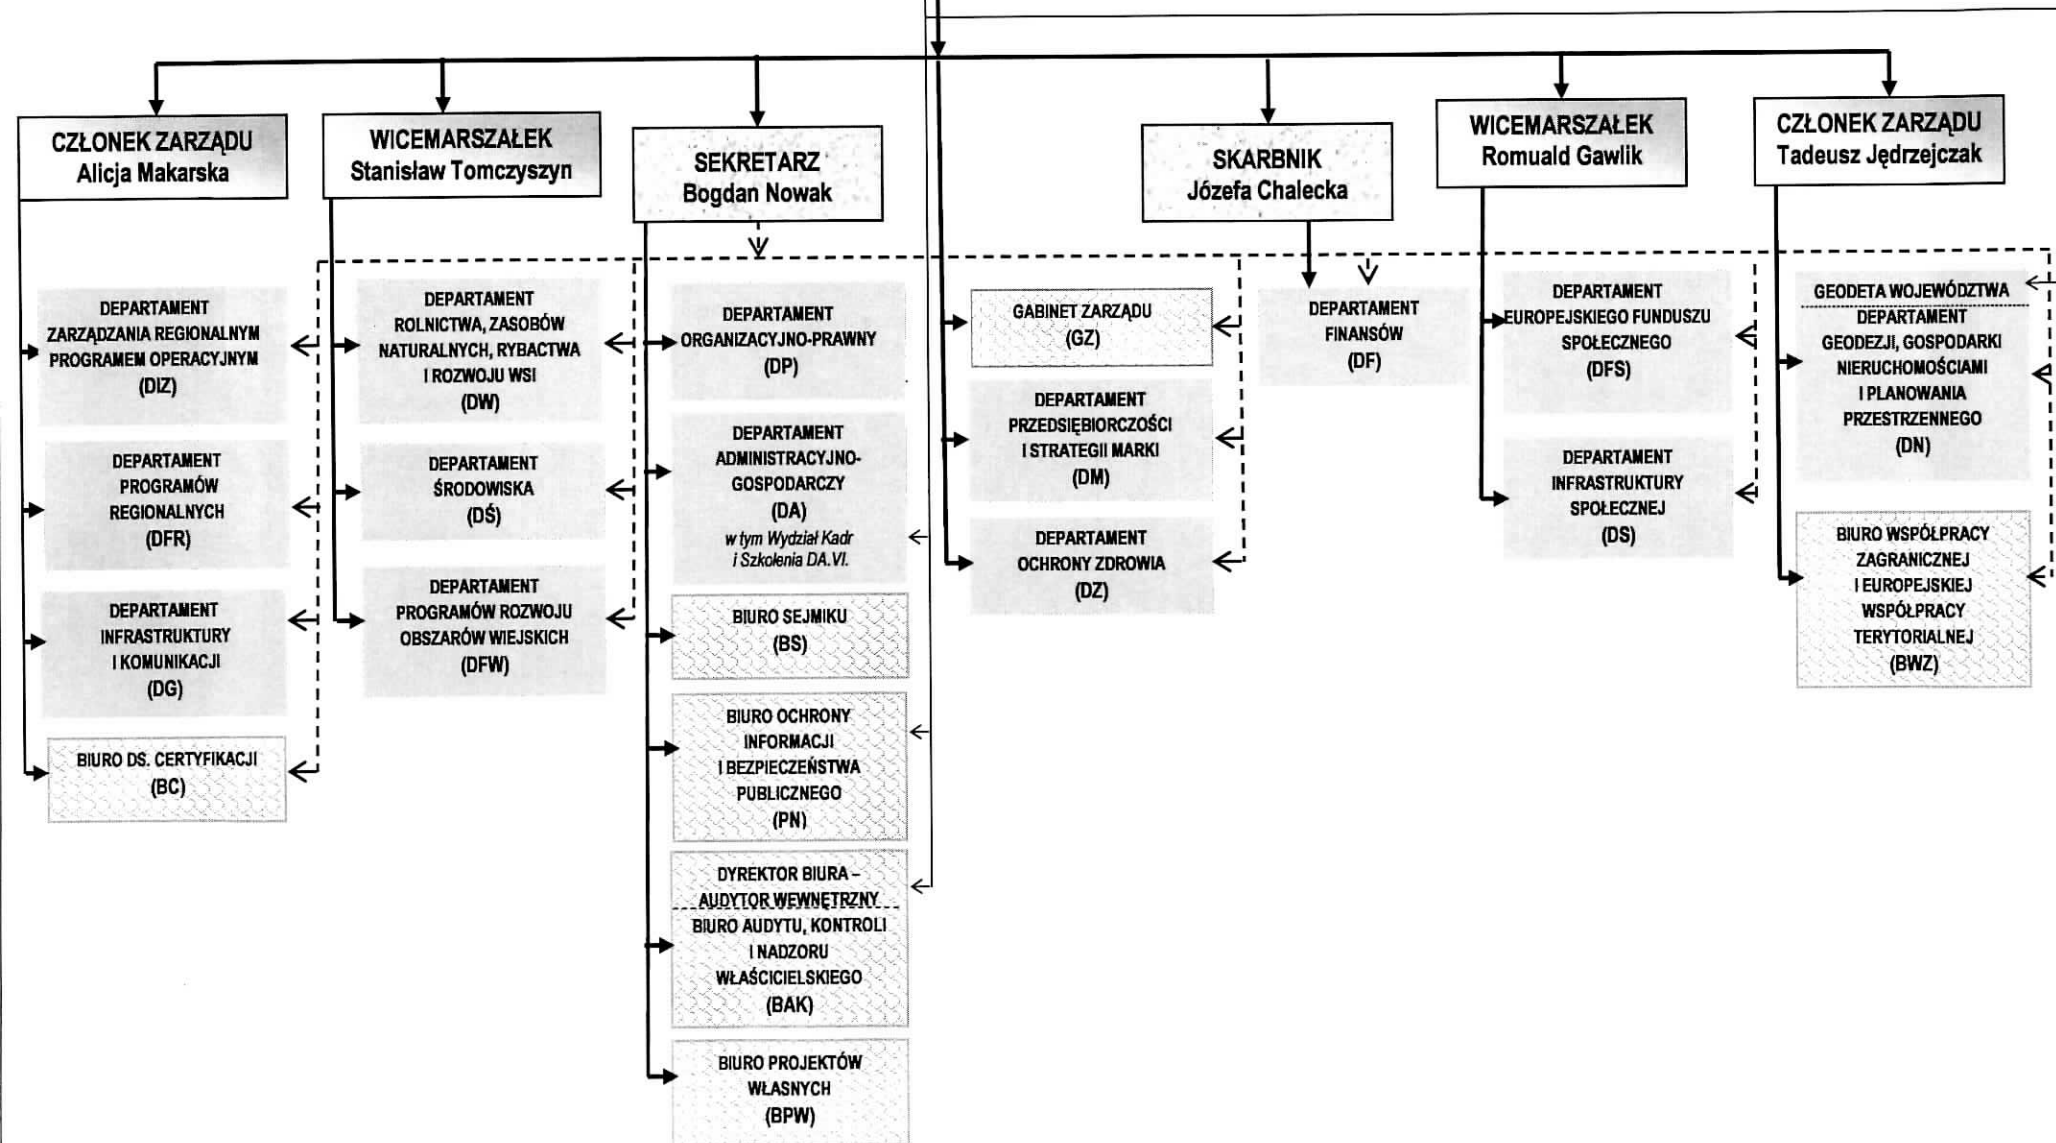 CZŁONEK ZARZĄDU
Alicja Makarska
WICEMARSZAŁEK
Stanisław Tomczyszyn
SEKRETARZ
Bogdan Nowak
SKARBNIK
Józefa Chalecka
WICEMARSZAŁEK
Romuald Gawlik
CZŁONEK ZARZĄDU
Tadeusz Jędrzejczak
DEPARTAMENT
ZARZĄDZANIA REGIONALNYM
PROGRAMEM OPERACYJNYM
(DIZ)
DEPARTAMENT
PROGRAMÓW
REGIONALNYCH
(DFR)
DEPARTAMENT
INFRASTRUKTURY
I KOMUNIKACJI
(DG)
BIURO DS. CERTYFIKACJI
(BC)
DEPARTAMENT
ROLNICTWA, ZASOBÓW
NATURALNYCH, RYBACTWA
I ROZWOJU WSI
(DW)
DEPARTAMENT
ŚRODOWISKA
(DŚ)
DEPARTAMENT
PROGRAMÓW ROZWOJU
OBSZARÓW WIEJSKICH
(DFW)
DEPARTAMENT
ORGANIZACYJNO-PRAWNY
(DP)
DEPARTAMENT
ADMINISTRACYJNO-
GOSPODARCZY
(DA)
w tym Wydział Kadr
i Szkolenia DA.VI.
BIURO SEJMIKU
(BS)
BIURO OCHRONY
INFORMACJI
I BEZPIECZEŃSTWA
PUBLICZNEGO
(PN)
DYREKTOR BIURA –
AUDYTOR WEWNĘTRZNY
BIURO AUDYTU, KONTROLI
I NADZORU
WŁAŚCICIELSKIEGO
(BAK)
BIURO PROJEKTÓW
WŁASNYCH
(BPW)
GABINET ZARZĄDU
(GZ)
DEPARTAMENT
PRZEDSIĘBIORCZOŚCI
I STRATEGII MARKI
(DM)
DEPARTAMENT
OCHRONY ZDROWIA
(DZ)
DEPARTAMENT
FINANSÓW
(DF)
DEPARTAMENT
EUROPEJSKIEGO FUNDUSZU
SPOŁECZNEGO
(DFS)
DEPARTAMENT
INFRASTRUKTURY
SPOŁECZNEJ
(DS)
GEODETA WOJEWÓDZTWA
DEPARTAMENT
GEODEZJI, GOSPODARKI
NIERUCHOMOŚCIAMI
I PLANOWANIA
PRZESTRZENNEGO
(DN)
BIURO WSPÓŁPRACY
ZAGRANICZNEJ
I EUROPEJSKIEJ
WSPÓŁPRACY
TERYTORIALNEJ
(BWZ)